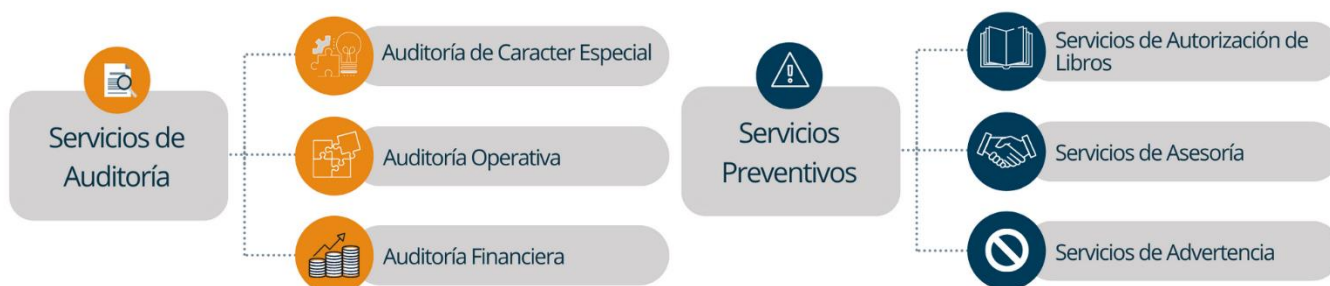 Servicios de
Auditoría
Auditoría de Caracter Especial
Auditoría Operativa
Auditoría Financiera
Servicios
Preventivos
Servicios de Autorización de
Libros
Servicios de Asesoría
Servicios de Advertencia